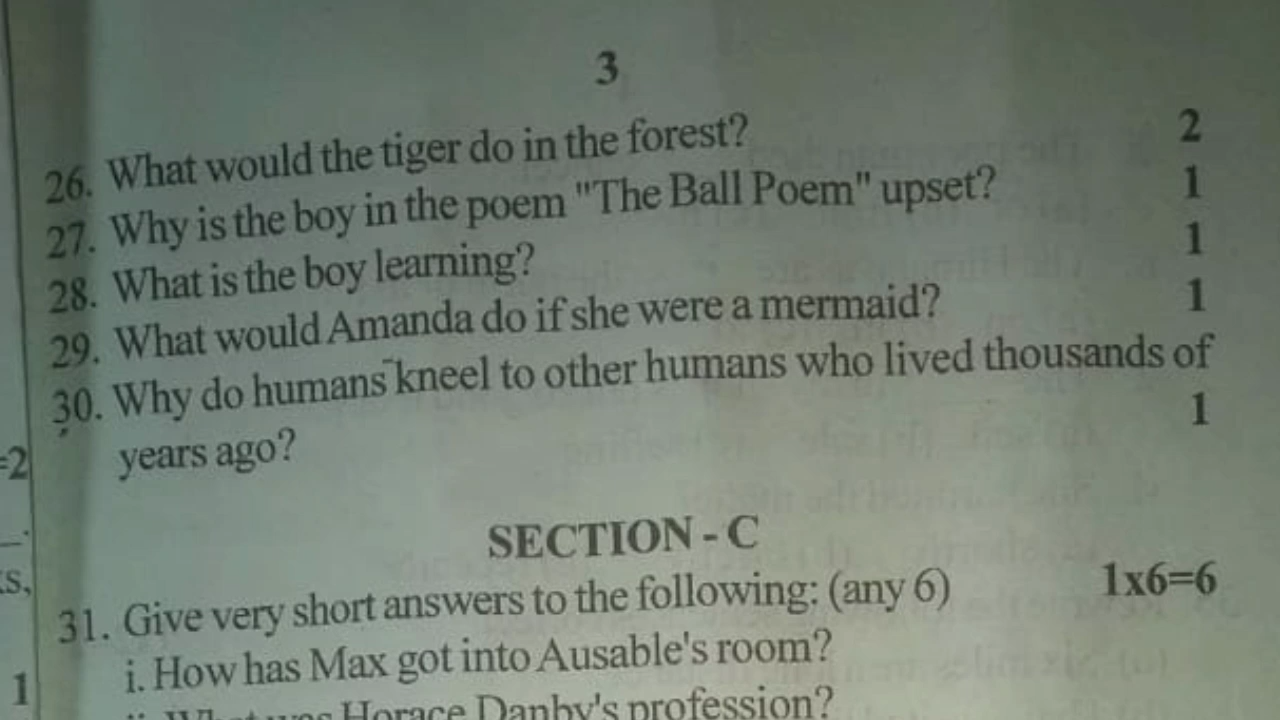 3
26. What would the tiger do in the forest? 2
27. Why is the boy in the poem "The Ball Poem" upset? 1
28. What is the boy learning? 1
29. What would Amanda do if she were a mermaid? 1
30. Why do humans kneel to other humans who lived thousands of
years ago? 1
=2
SECTION - C
s,
31. Give very short answers to the following: (any 6) 1x6=6
i. How has Max got into Ausable's room?
1
ii. What was Horace Danby's profession?